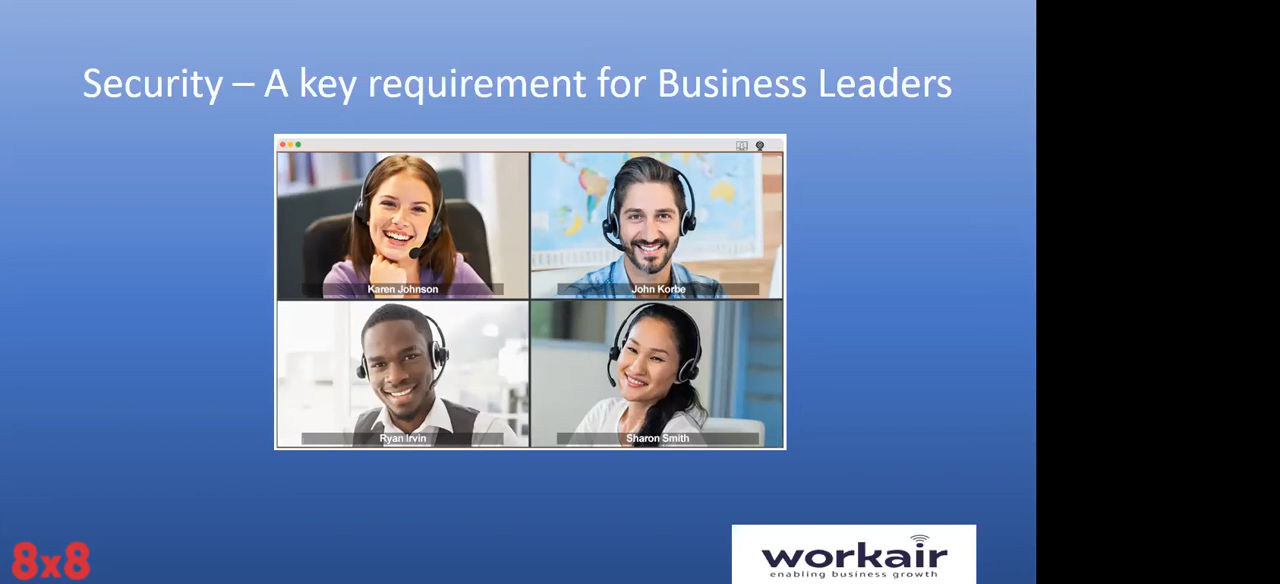 Security – A key requirement for Business Leaders
Karen Johnson
John Korbe
Ryan Irvin
Sharon Smith
8x8
workair
enabling business growth